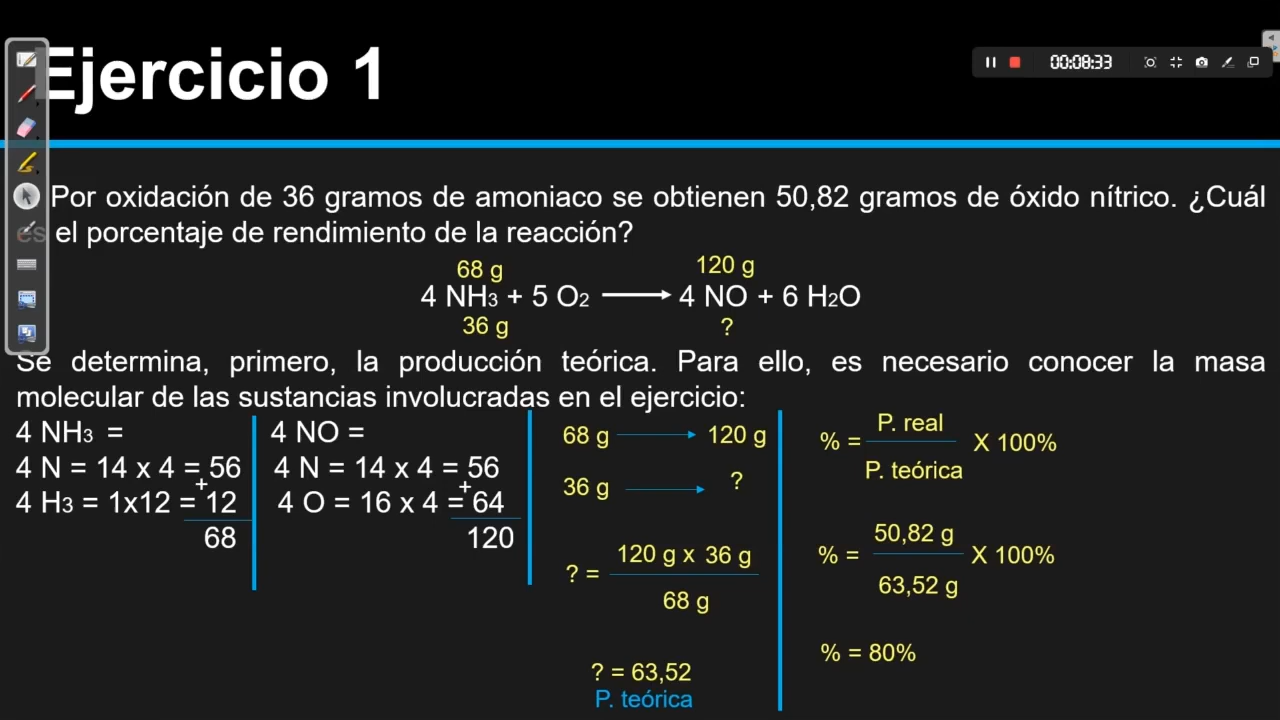 Ejercicio 1
00:08:33
Por oxidación de 36 gramos de amoniaco se obtienen 50,82 gramos de óxido nítrico. ¿Cuál
es el porcentaje de rendimiento de la reacción?
68 g 120 g
4 NH3 + 5 O2 → 4 NO + 6 H2O
36 g ?
Se determina, primero, la producción teórica. Para ello, es necesario conocer la masa
molecular de las sustancias involucradas en el ejercicio:
4 NH3 =
4 N = 14 x 4 = 56
+
4 H3 = 1x12 = 12
68
4 NO =
4 N = 14 x 4 = 56
+
4 O = 16 x 4 = 64
120
68 g → 120 g
36 g → ?
? = 120 g x 36 g
68 g
? = 63,52
P. teórica
% = P. real X 100%
P. teórica
% = 50,82 g X 100%
63,52 g
% = 80%